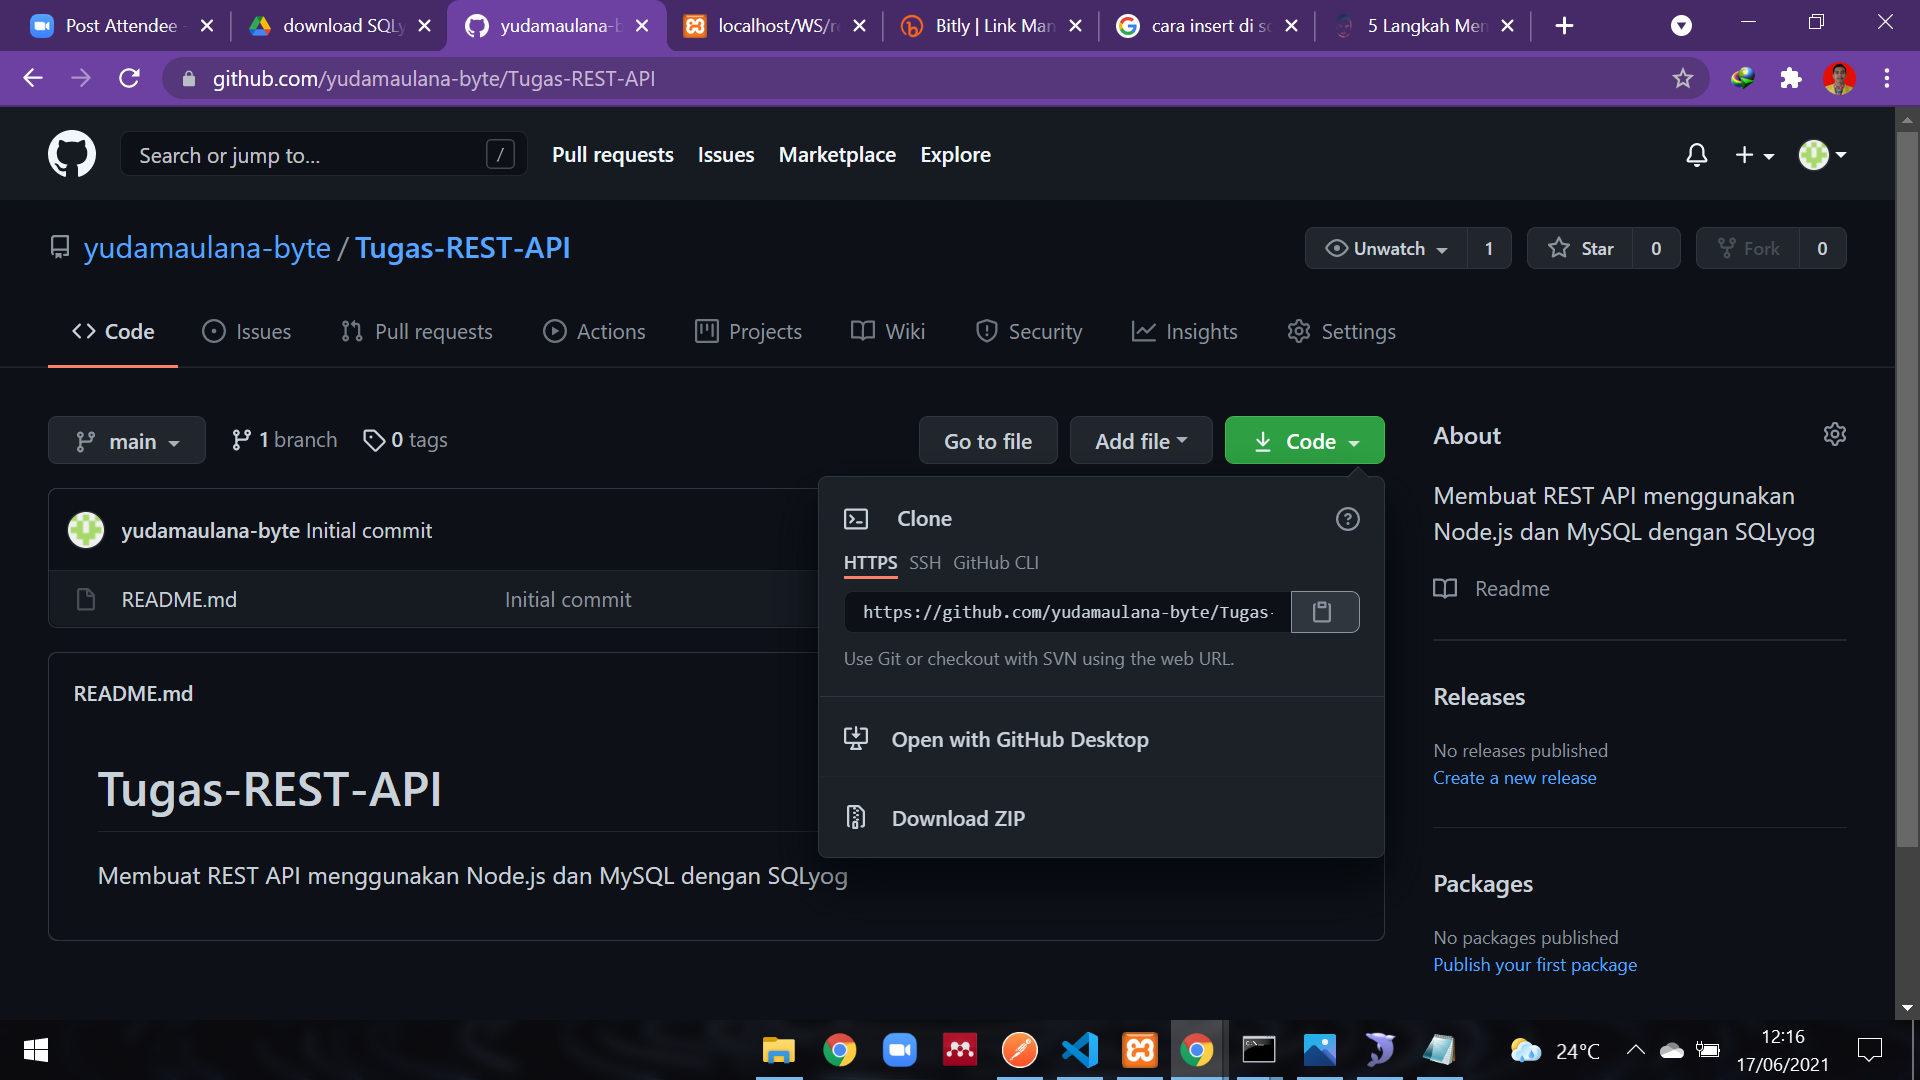 Post Attendee -
download SQLy
yudamaulana-b
localhost/WS/re
Bitly | Link Man
cara insert di sc
5 Langkah Men
github.com/yudamaulana-byte/Tugas-REST-API
Search or jump to...
/
Pull requests
Issues
Marketplace
Explore
yudamaulana-byte / Tugas-REST-API
Unwatch 1
Star 0
Fork 0
Code
Issues
Pull requests
Actions
Projects
Wiki
Security
Insights
Settings
main
1 branch
0 tags
Go to file
Add file
Code
yudamaulana-byte Initial commit
README.md
Initial commit
README.md
Tugas-REST-API
Membuat REST API menggunakan Node.js dan MySQL dengan SQLyog
Clone
HTTPS SSH GitHub CLI
https://github.com/yudamaulana-byte/Tugas-
Use Git or checkout with SVN using the web URL.
Open with GitHub Desktop
Download ZIP
About
Membuat REST API menggunakan
Node.js dan MySQL dengan SQLyog
Readme
Releases
No releases published
Create a new release
Packages
No packages published
Publish your first package
24°C
12:16
17/06/2021